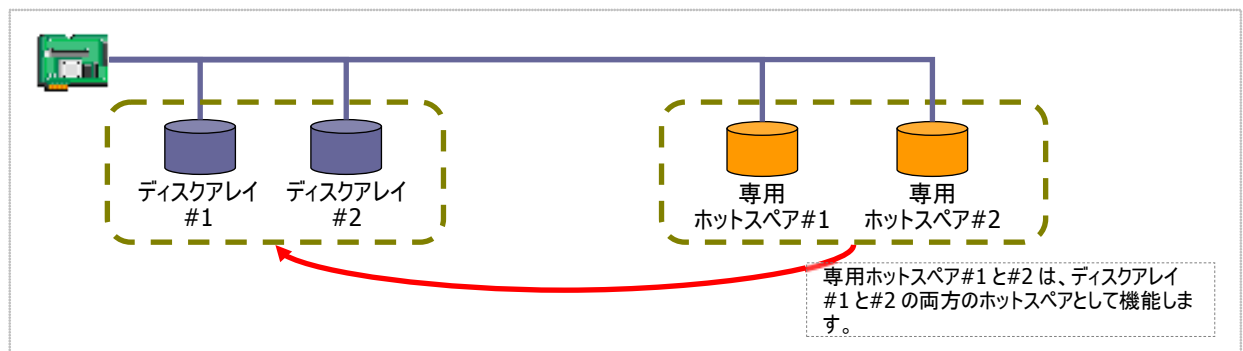 ディスクアレイ
#1
ディスクアレイ
#2
専用
ホットスペア#1
専用
ホットスペア#2
専用ホットスペア#1 と#2 は、ディスクアレイ
#1 と#2 の両方のホットスペアとして機能しま
す。